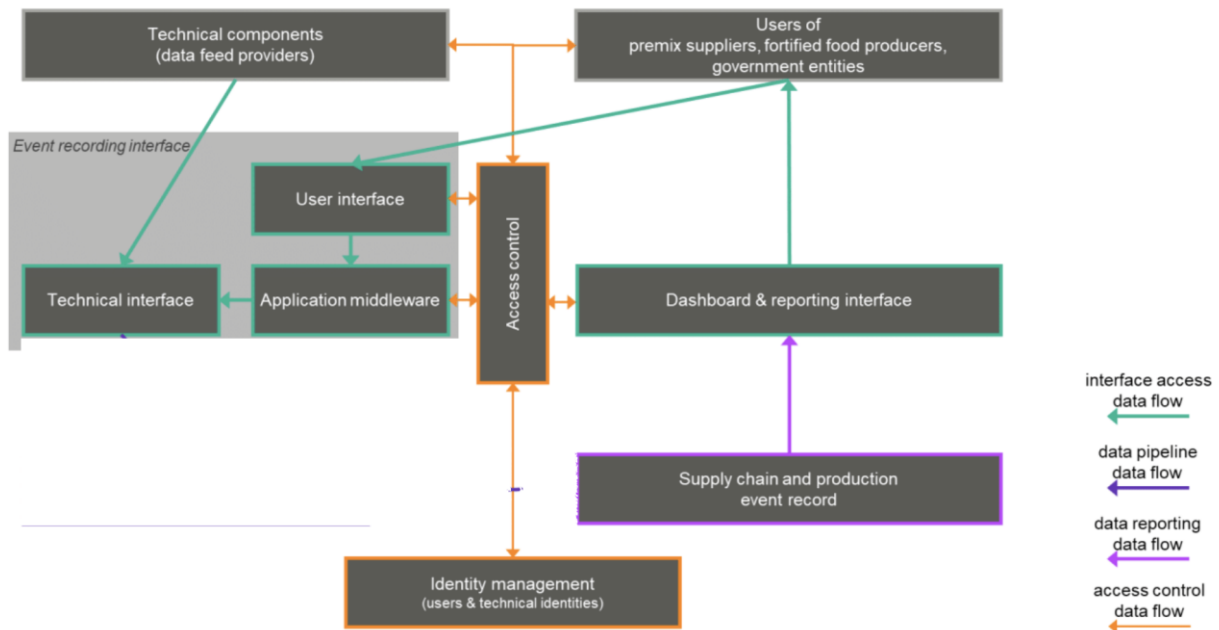 Technical components
(data feed providers)
Users of
premix suppliers, fortified food producers,
government entities
Event recording interface
User interface
Access control
Technical interface
Application middleware
Dashboard & reporting interface
interface access
data flow
data pipeline
data flow
Supply chain and production
event record
data reporting
data flow
Identity management
(users & technical identities)
access control
data flow